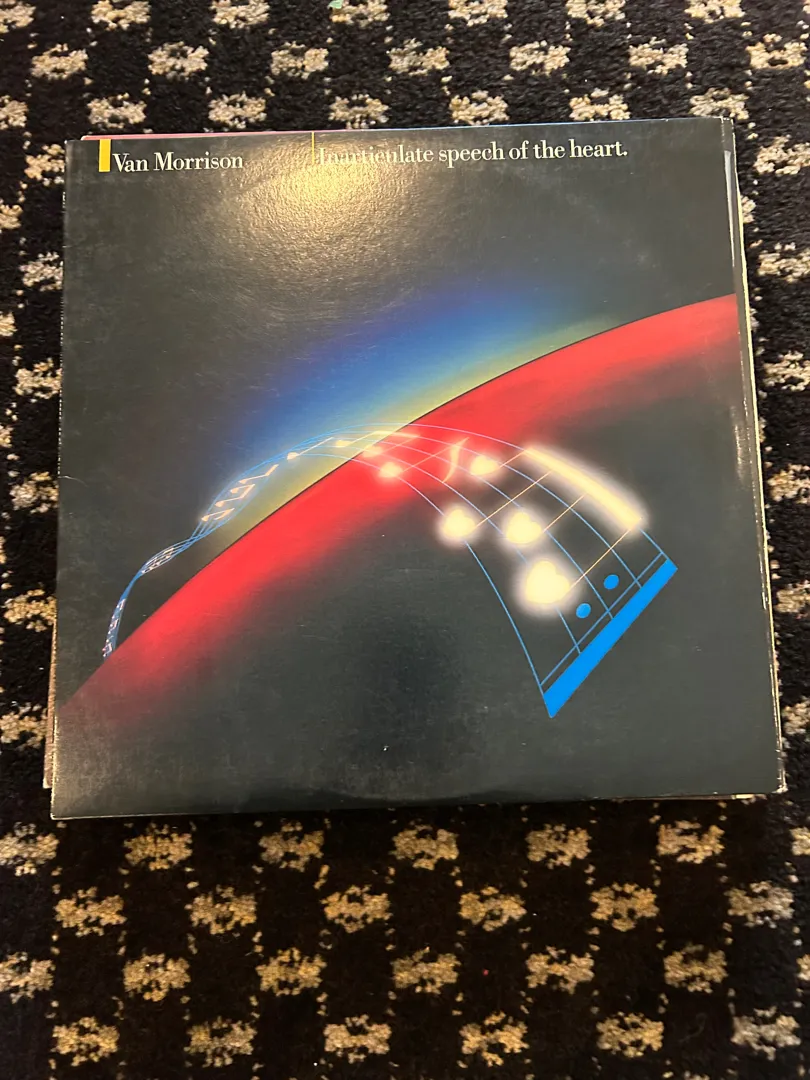 Van Morrison
Inarticulate speech of the heart.